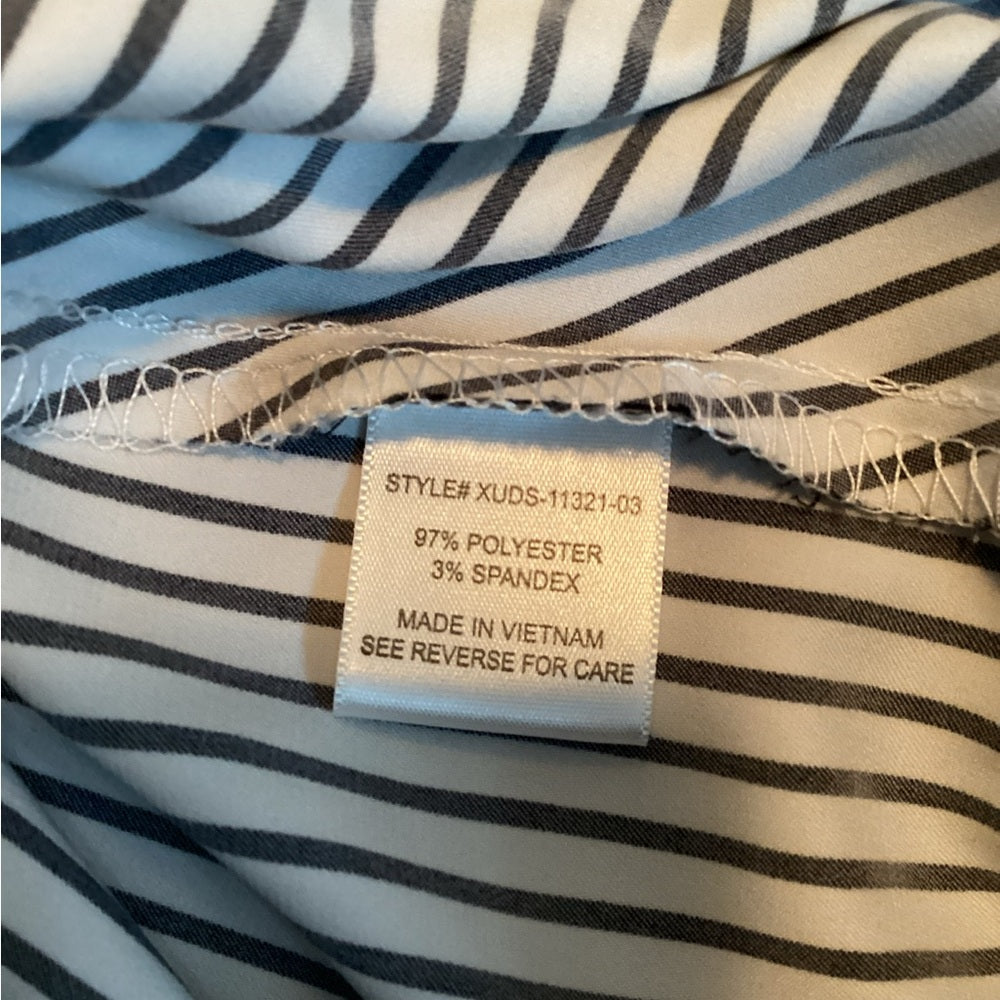 STYLE# XUDS-11321-03
97% POLYESTER
3% SPANDEX
MADE IN VIETNAM
SEE REVERSE FOR CARE